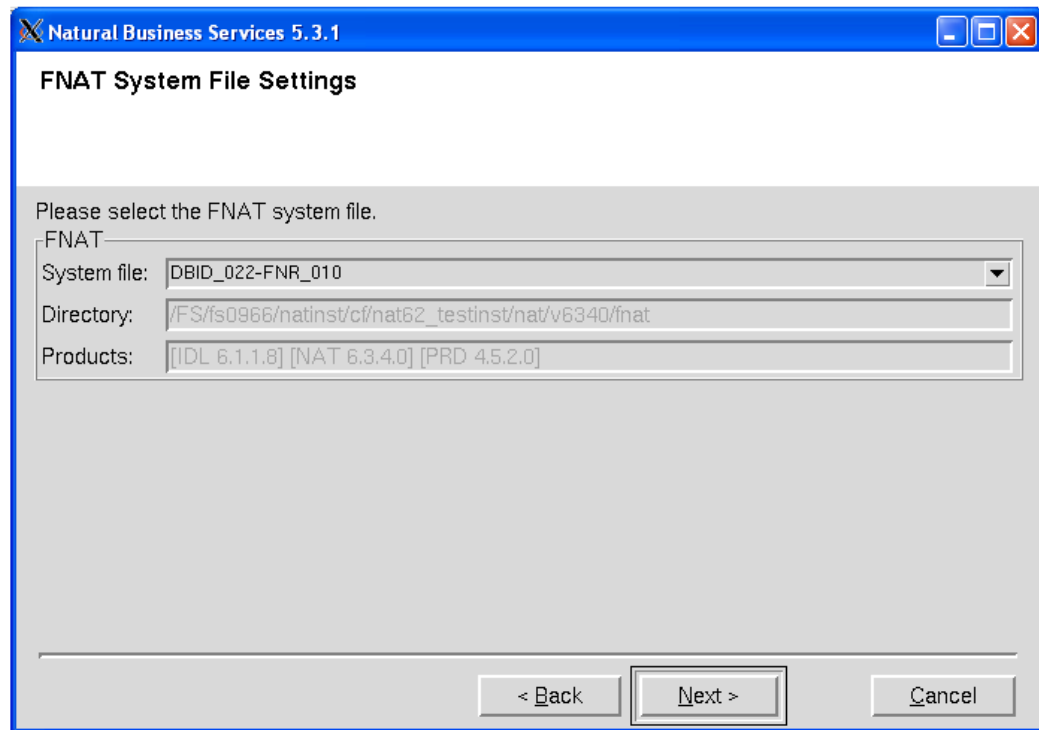 Natural Business Services 5.3.1
FNAT System File Settings
Please select the FNAT system file.
FNAT
System file: DBID_022-FNR_010
Directory: /FS/fs0966/natinst/cf/nat62_testinst/nat/v6340/fnat
Products: [IDL 6.1.1.8] [NAT 6.3.4.0] [PRD 4.5.2.0]
< Back Next > Cancel